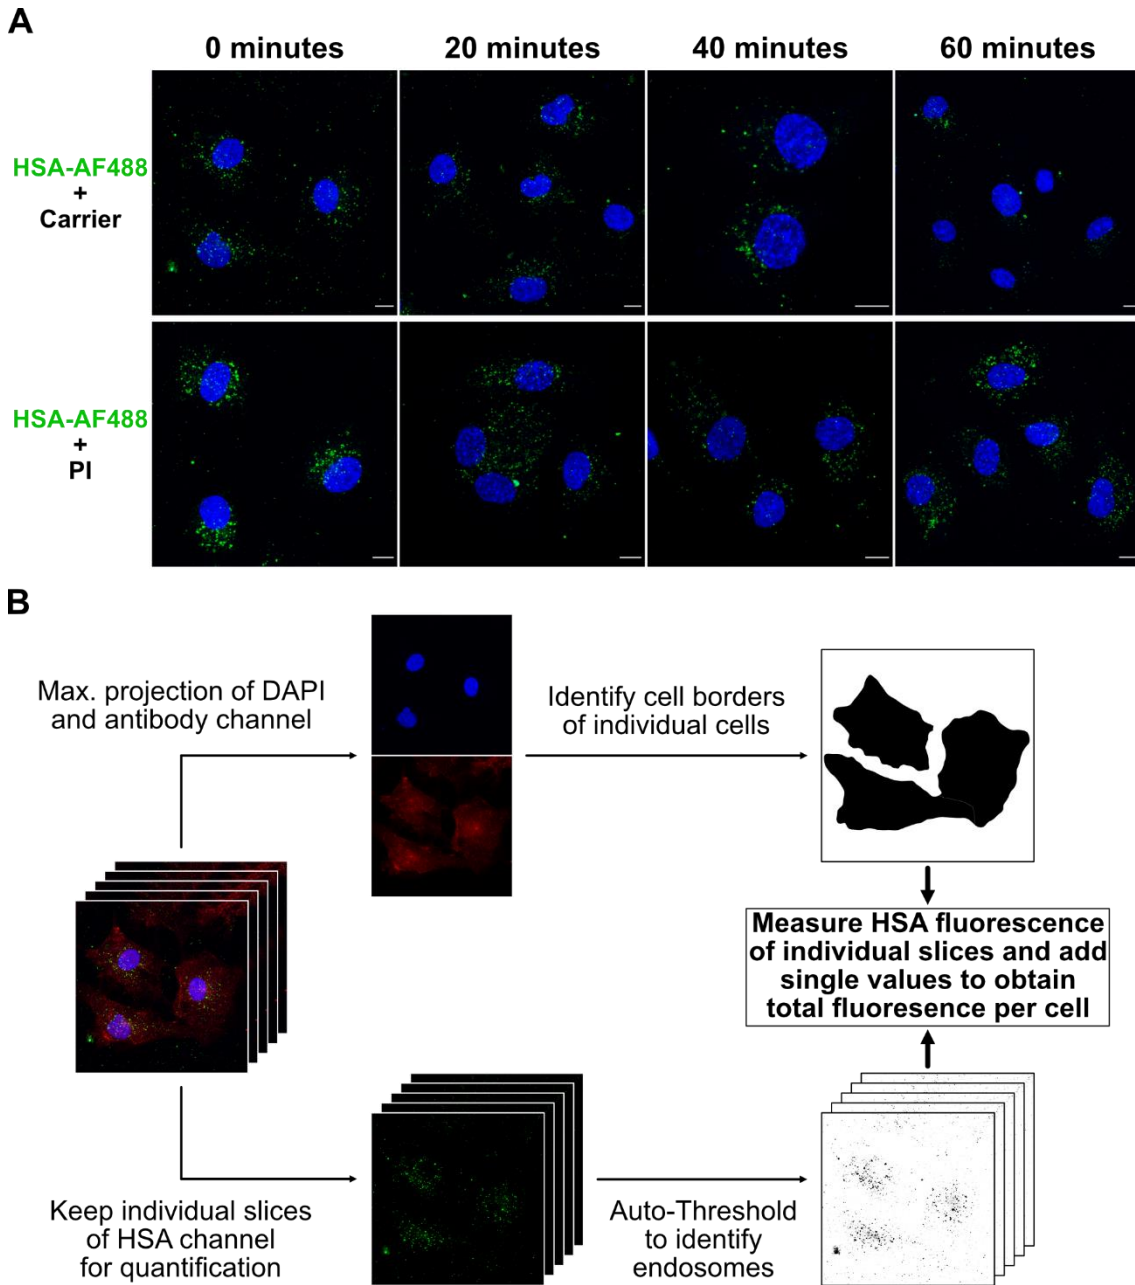 A
0 minutes
20 minutes
40 minutes
60 minutes
HSA-AF488
+
Carrier
HSA-AF488
+
PI
B
Max. projection of DAPI
and antibody channel
Identify cell borders
of individual cells
Measure HSA fluorescence
of individual slices and add
single values to obtain
total fluoresence per cell
Keep individual slices
of HSA channel
for quantification
Auto-Threshold
to identify
endosomes